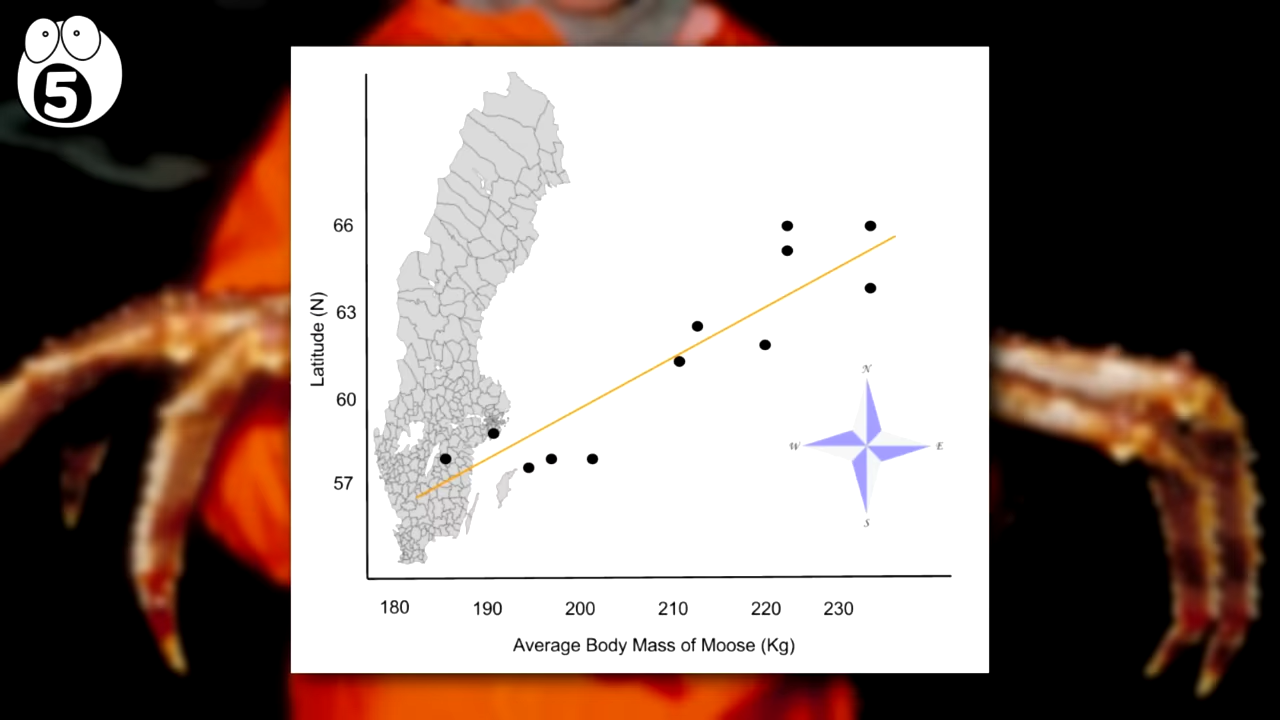 5
66
63
60
57
Latitude (N)
N
W
E
S
180 190 200 210 220 230
Average Body Mass of Moose (Kg)